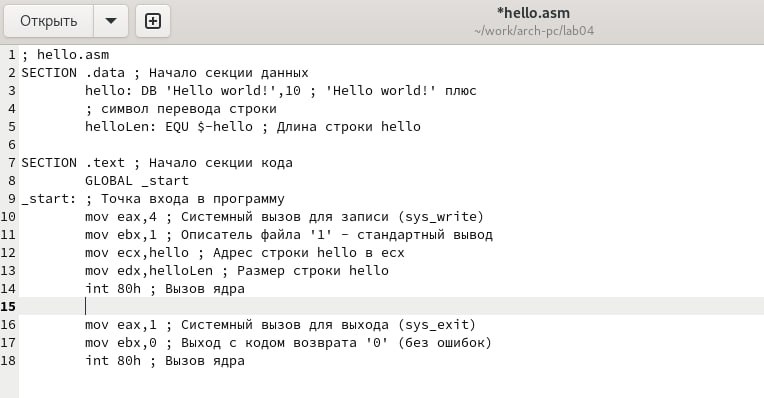 Открыть
*hello.asm
~/work/arch-pc/lab04
1 ; hello.asm
2 SECTION .data ; Начало секции данных
3         hello: DB 'Hello world!',10 ; 'Hello world!' плюс
4         ; символ перевода строки
5         helloLen: EQU $-hello ; Длина строки hello
6
7 SECTION .text ; Начало секции кода
8         GLOBAL _start
9 _start: ; Точка входа в программу
10         mov eax,4 ; Системный вызов для записи (sys_write)
11         mov ebx,1 ; Описатель файла '1' - стандартный вывод
12         mov ecx,hello ; Адрес строки hello в ecx
13         mov edx,helloLen ; Размер строки hello
14         int 80h ; Вызов ядра
15
16         mov eax,1 ; Системный вызов для выхода (sys_exit)
17         mov ebx,0 ; Выход с кодом возврата '0' (без ошибок)
18         int 80h ; Вызов ядра